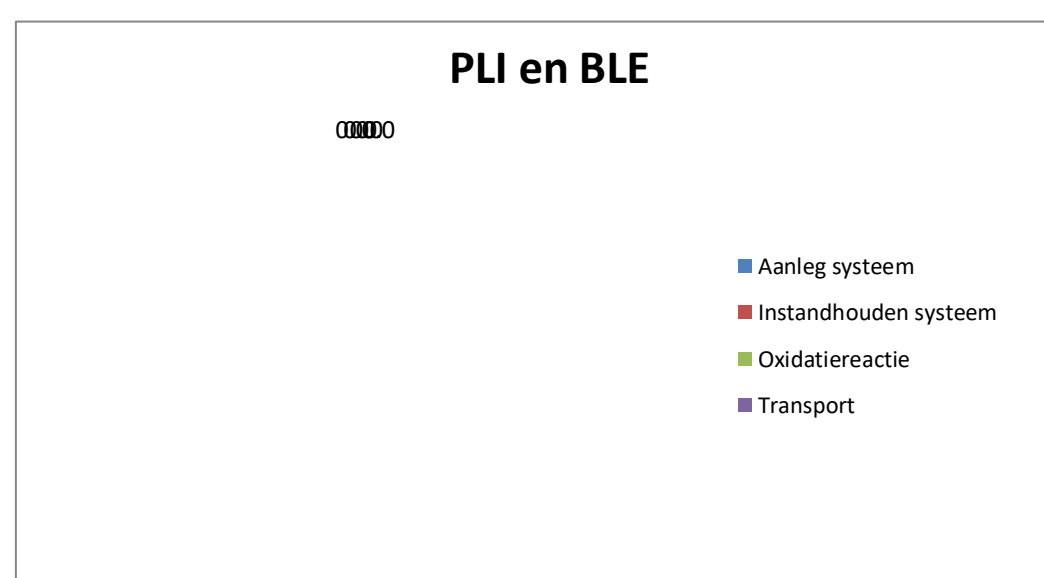 PLI en BLE
Aanleg systeem
Instandhouden systeem
Oxidatiereactie
Transport